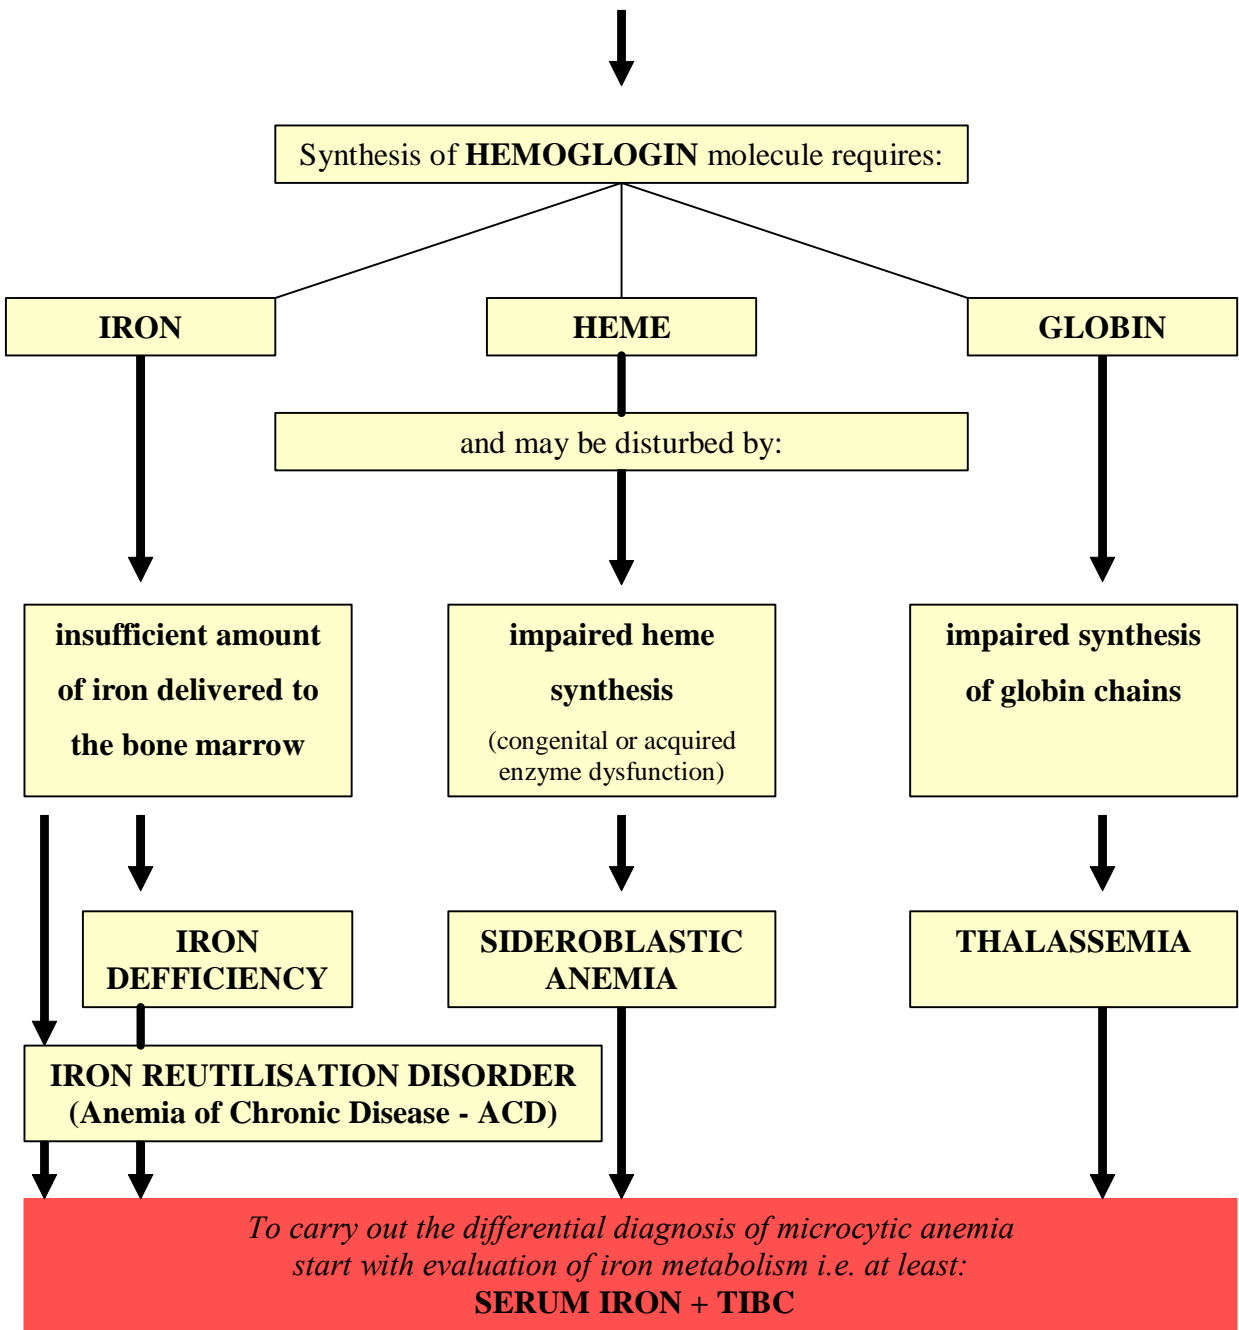 Synthesis of HEMOGLOGIN molecule requires:
IRON
HEME
GLOBIN
and may be disturbed by:
insufficient amount
of iron delivered to
the bone marrow
impaired heme
synthesis
(congenital or acquired
enzyme dysfunction)
impaired synthesis
of globin chains
IRON
DEFFICIENCY
SIDEROBLASTIC
ANEMIA
THALASSEMIA
IRON REUTILISATION DISORDER
(Anemia of Chronic Disease - ACD)
To carry out the differential diagnosis of microcytic anemia
start with evaluation of iron metabolism i.e. at least:
SERUM IRON + TIBC